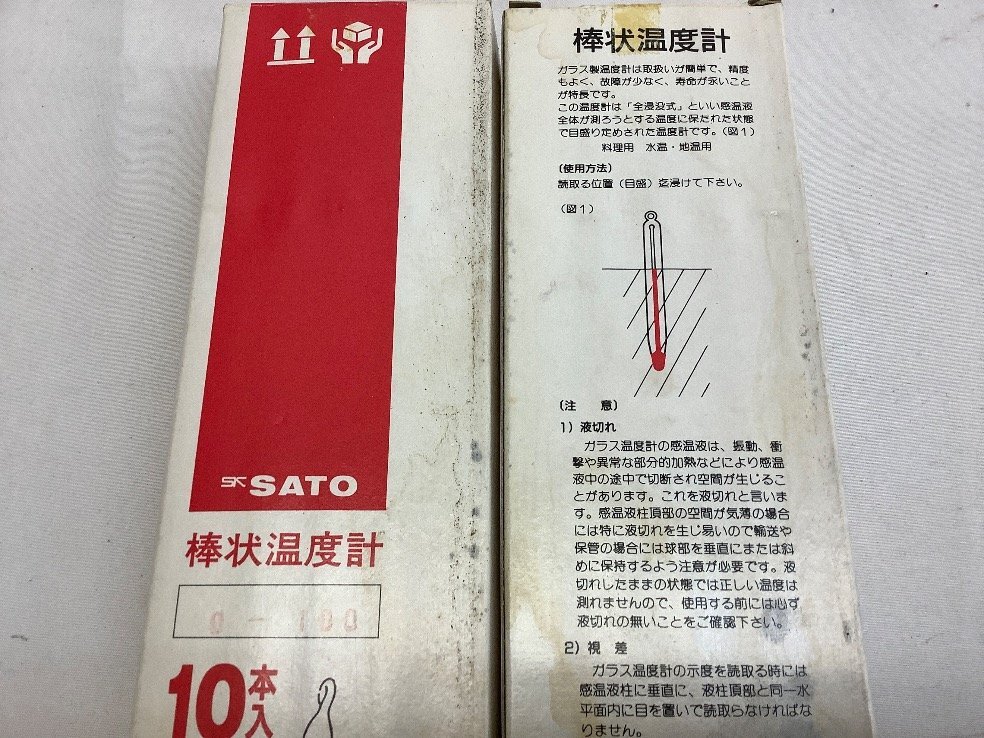 SK SATO
棒状温度計
0 - 100
10本入
棒状温度計
ガラス製温度計は取扱いが簡単で、精度
もよく、故障が少なく、寿命が永いこと
が特長です。
この温度計は「全浸没式」といい感温液
全体が測ろうとする温度に保たれた状態
で目盛り定めされた温度計です。（図1）
料理用 水温・地温用
〔使用方法〕
読取る位置（目盛）迄浸けて下さい。
（図1）
〔注 意〕
1）液切れ
ガラス温度計の感温液は、振動、衝
撃や異常な部分的加熱などにより感温
液中の途中で切断され空間が生じるこ
とがあります。これを液切れと言いま
す。感温液柱頂部の空間が気薄の場合
には特に液切れを生じ易いので輸送や
保管の場合には球部を垂直にまたは斜
めに保持するよう注意が必要です。液
切れしたままの状態では正しい温度は
測れませんので、使用する前には必ず
液切れの無いことをご確認下さい。
2）視 差
ガラス温度計の示度を読取る時には
感温液柱に垂直に、液柱頂部と同一水
平面内に目を置いて読取らなければな
りません。